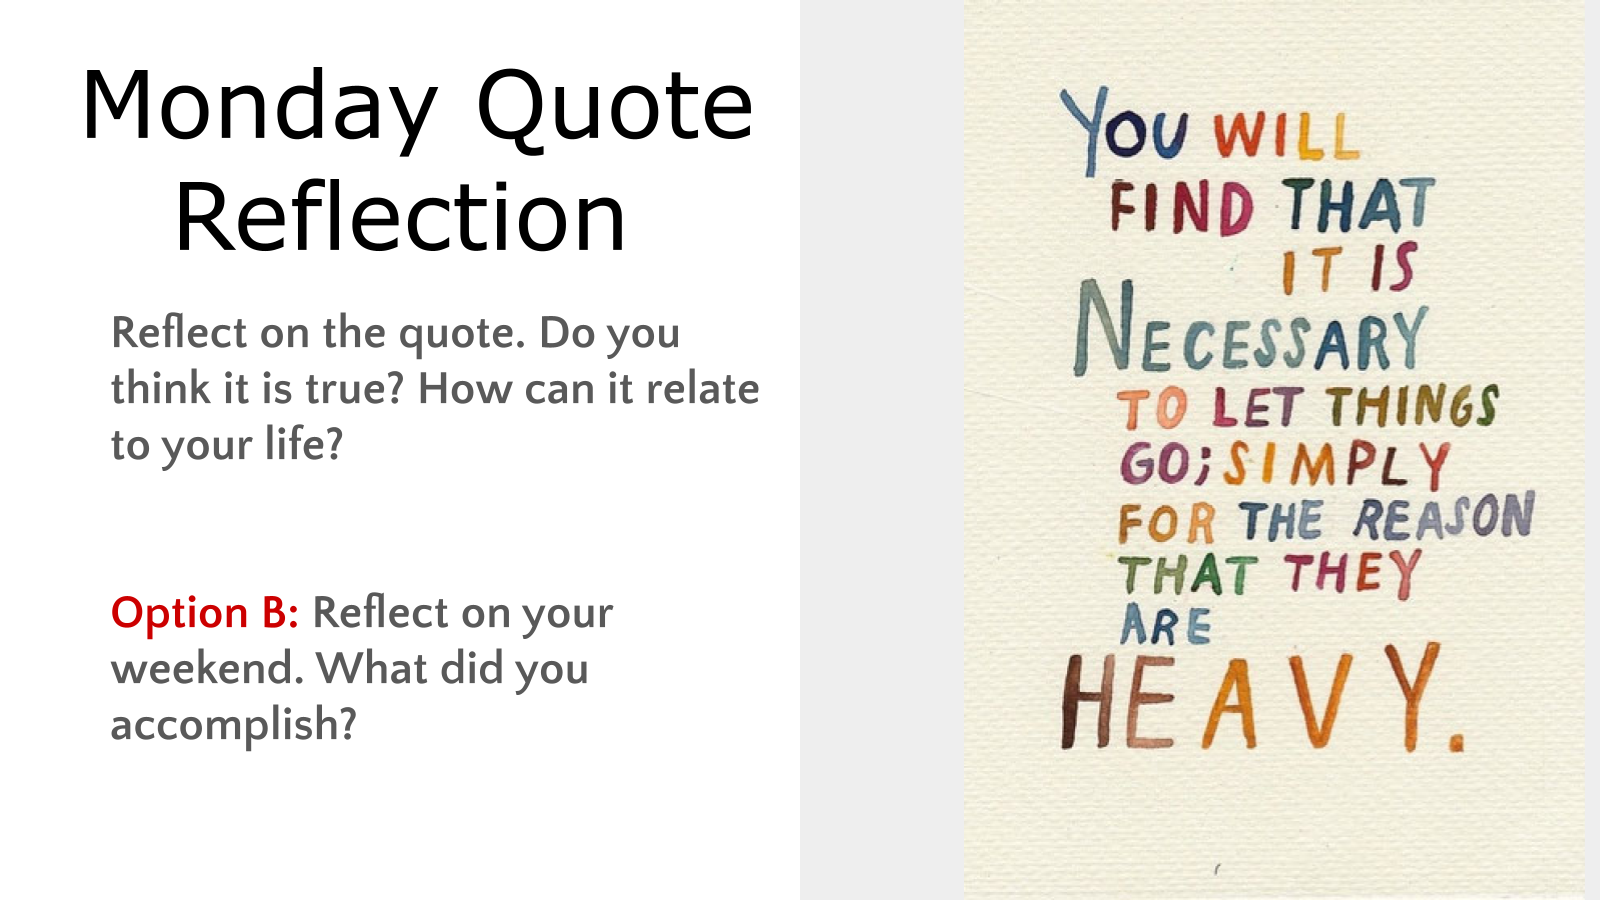 Monday Quote
Reflection
Reflect on the quote. Do you
think it is true? How can it relate
to your life?
Option B: Reflect on your
weekend. What did you
accomplish?
YOU WILL
FIND THAT
IT IS
NECESSARY
TO LET THINGS
GO; SIMPLY
FOR THE REASON
THAT THEY
ARE
HEAVY.